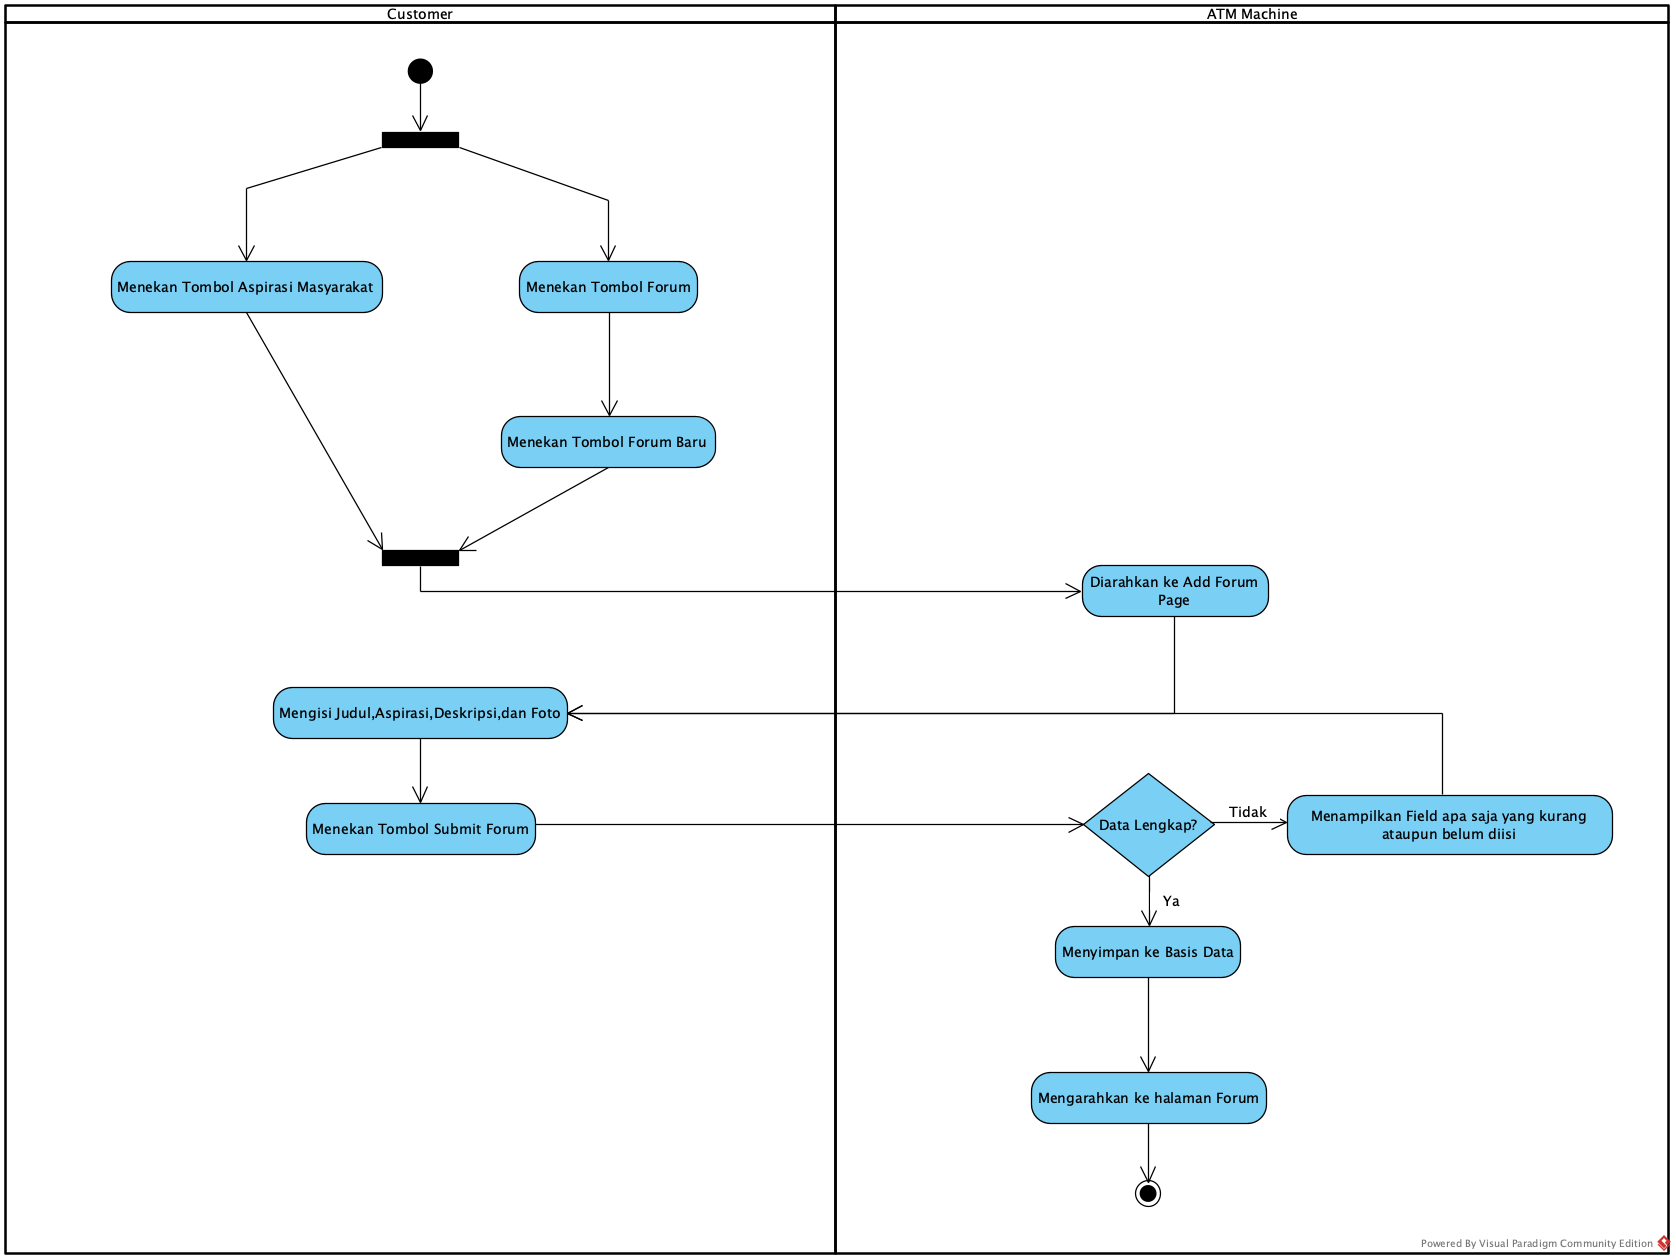 Customer
ATM Machine
Menekan Tombol Aspirasi Masyarakat
Menekan Tombol Forum
Menekan Tombol Forum Baru
Diarahkan ke Add Forum
Page
Mengisi Judul,Aspirasi,Deskripsi,dan Foto
Menekan Tombol Submit Forum
Data Lengkap?
Tidak
Menampilkan Field apa saja yang kurang
ataupun belum diisi
Ya
Menyimpan ke Basis Data
Mengarahkan ke halaman Forum
Powered By Visual Paradigm Community Edition